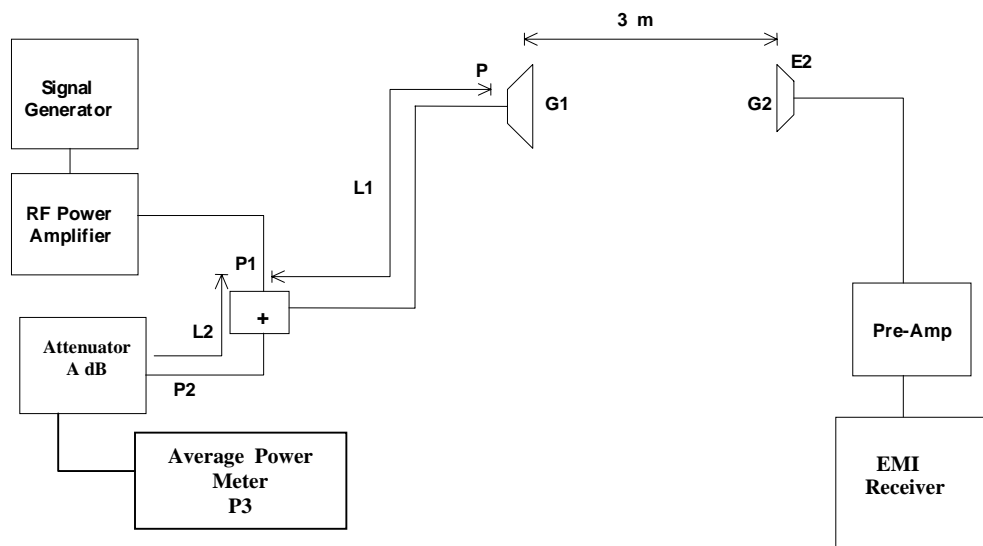 3 m
Signal
Generator
P
E2
G1
G2
L1
RF Power
Amplifier
P1
+
L2
Attenuator
A dB
P2
Pre-Amp
Average Power
Meter
P3
EMI
Receiver